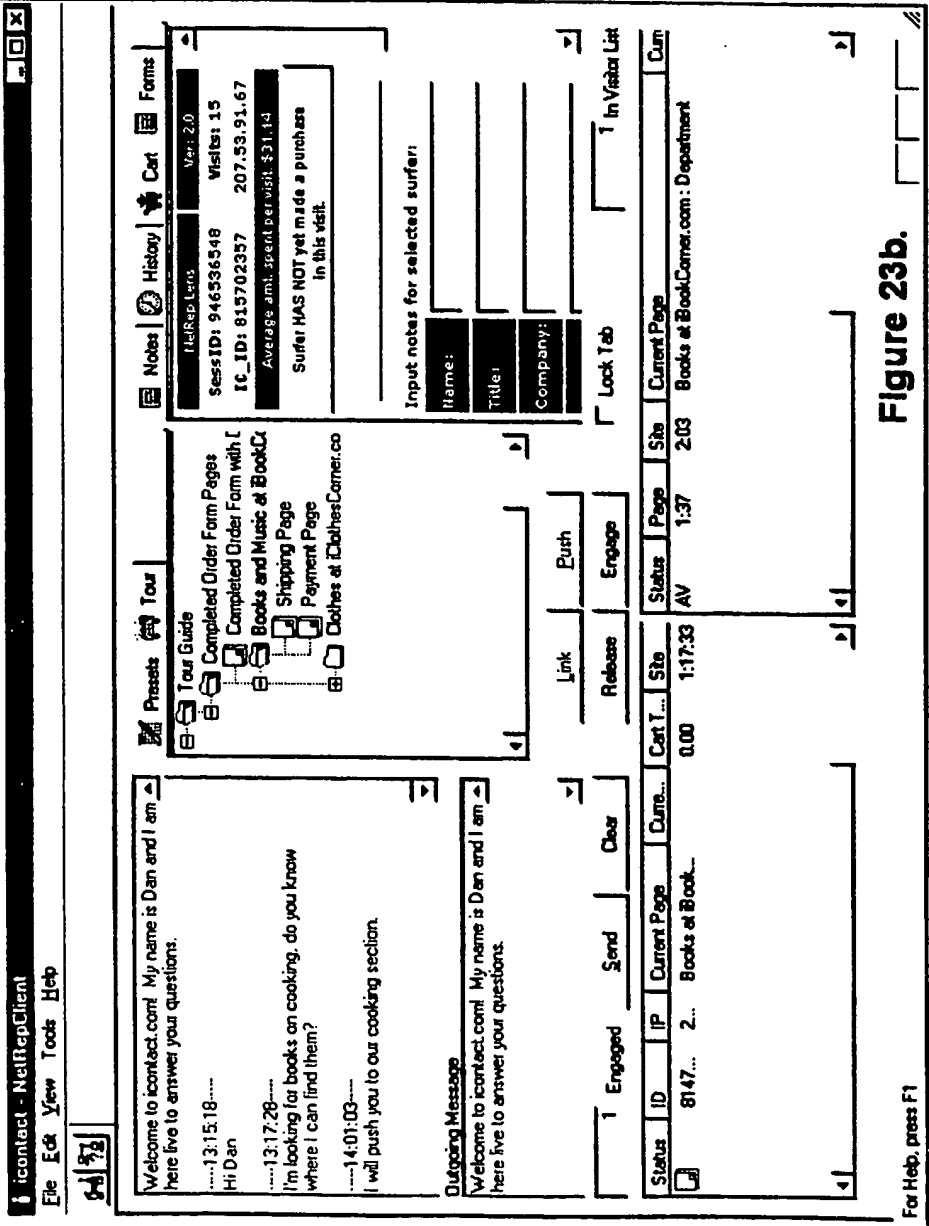 icontact - NetRepClient
File Edit View Tools Help
Welcome to icontact.com! My name is Dan and I am
here live to answer your questions.
----13:15:18----
Hi Dan
----13:17:28----
I'm looking for books on cooking, do you know
where I can find them?
----14:01:03----
I will push you to our cooking section.
Outgoing Message
Welcome to icontact.com! My name is Dan and I am
here live to answer your questions.
1 Engaged Send Clear
Presets Tour
Tour Guide
Completed Order Form Pages
Completed Order Form with D
Books and Music at iBookCo
Shipping Page
Payment Page
Clothes at iClothesCorner.co
Link Push
Release Engage
Notes History Cart Forms
NetRep Lens Ver: 2.0
SessID: 946536548 Visits: 15
IC_ID: 815702357 207.53.91.67
Average amt. spent per visit $31.14
Surfer HAS NOT yet made a purchase
in this visit.
Input notes for selected surfer:
Name:
Title:
Company:
Lock Tab 1 In Visitor List
Status ID IP Current Page Curre... Cart T... Site
8147... 2... Books at iBook... 0.00 1:17:33
Status Page Site Current Page Curr
AV 1:37 2:03 Books at iBookCorner.com : Department
For Help, press F1
Figure 23b.